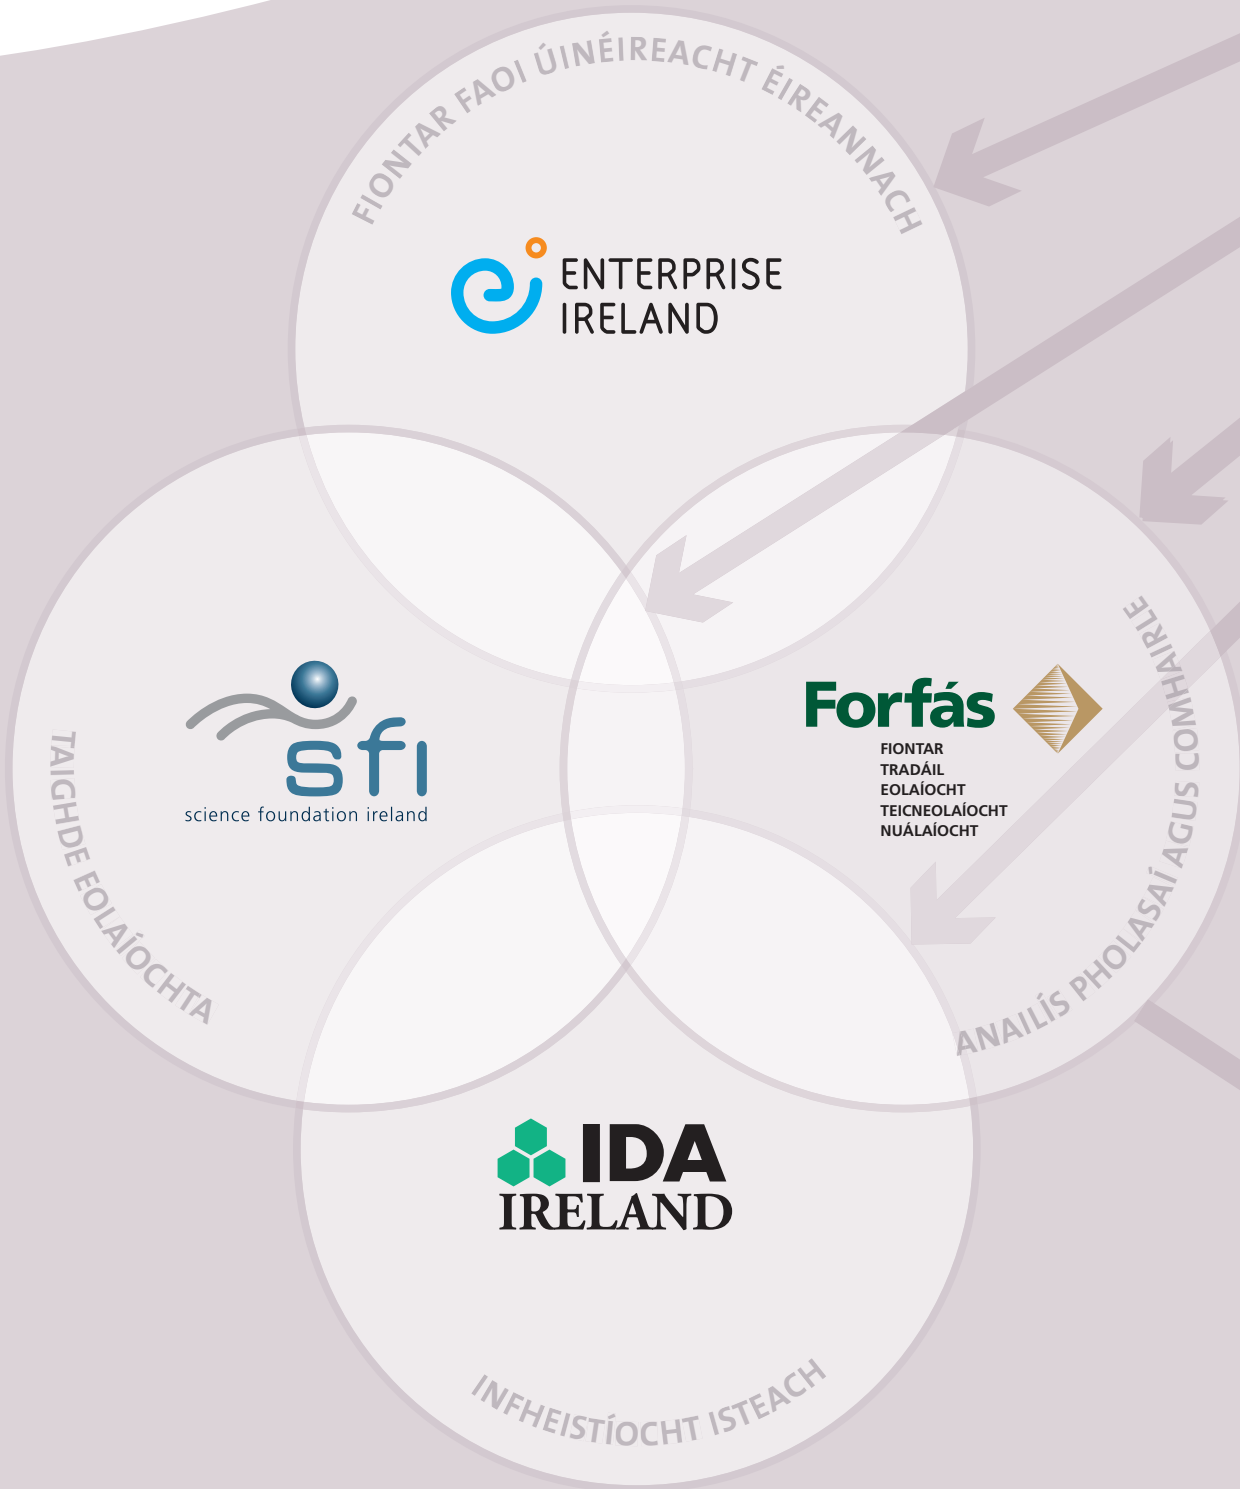 FIONTAR FAOI ÚINÉIREACHT ÉIREANNACH
ENTERPRISE
IRELAND
sfi
science foundation ireland
TAIGHDE EOLAÍOCHTA
Forfás
FIONTAR
TRADÁIL
EOLAÍOCHT
TEICNEOLAÍOCHT
NUÁLAÍOCHT
ANAILÍS PHOLASAÍ AGUS COMHAIRLE
IDA
IRELAND
INFHEISTÍOCHT ISTEACH